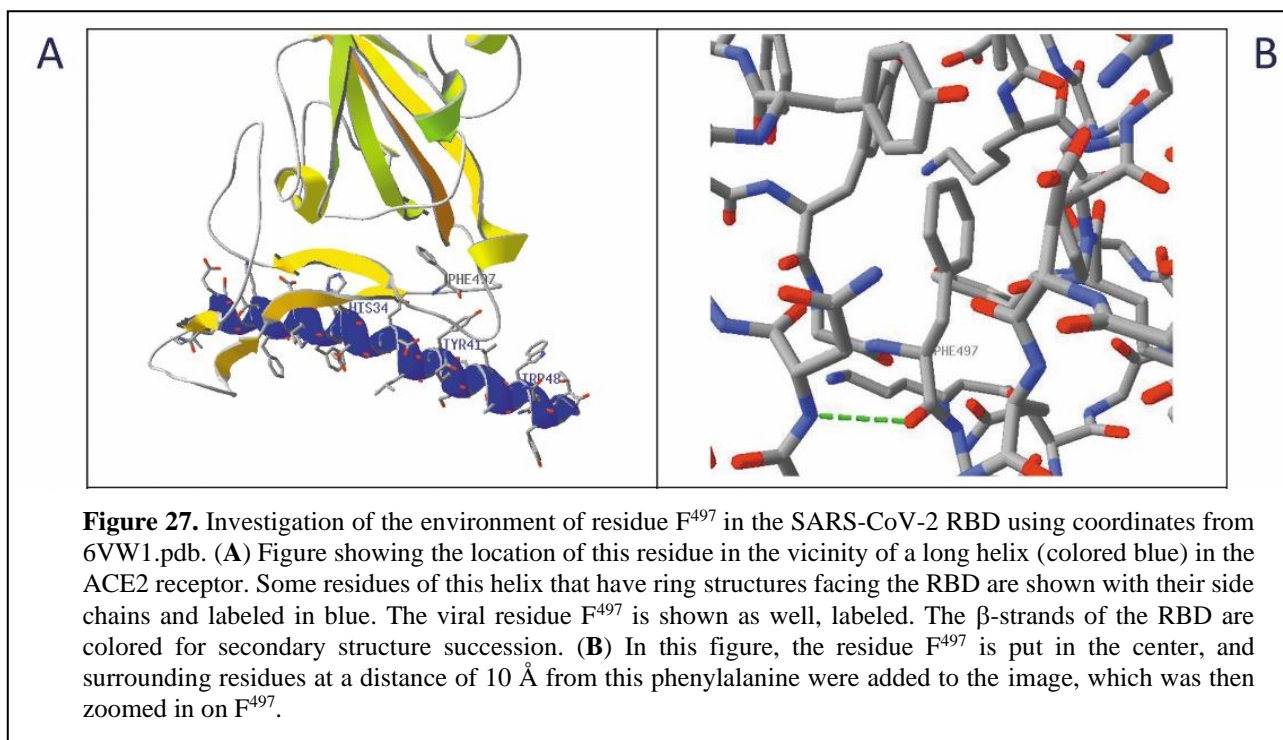 A
B
PHE497
HIS34
TYR41
TRP48
PHE497
Figure 27. Investigation of the environment of residue F⁴⁹⁷ in the SARS-CoV-2 RBD using coordinates from
6VW1.pdb. (A) Figure showing the location of this residue in the vicinity of a long helix (colored blue) in the
ACE2 receptor. Some residues of this helix that have ring structures facing the RBD are shown with their side
chains and labeled in blue. The viral residue F⁴⁹⁷ is shown as well, labeled. The β-strands of the RBD are
colored for secondary structure succession. (B) In this figure, the residue F⁴⁹⁷ is put in the center, and
surrounding residues at a distance of 10 Å from this phenylalanine were added to the image, which was then
zoomed in on F⁴⁹⁷.